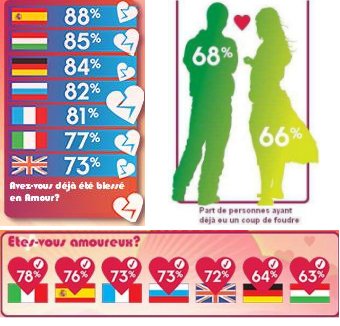 88%
85%
84%
82%
81%
77%
73%
Avez-vous déjà été blessé
en Amour?
68%
66%
Part de personnes ayant
déjà eu un coup de foudre
Etes-vous amoureux?
78% 76% 73% 73% 72% 64% 63%